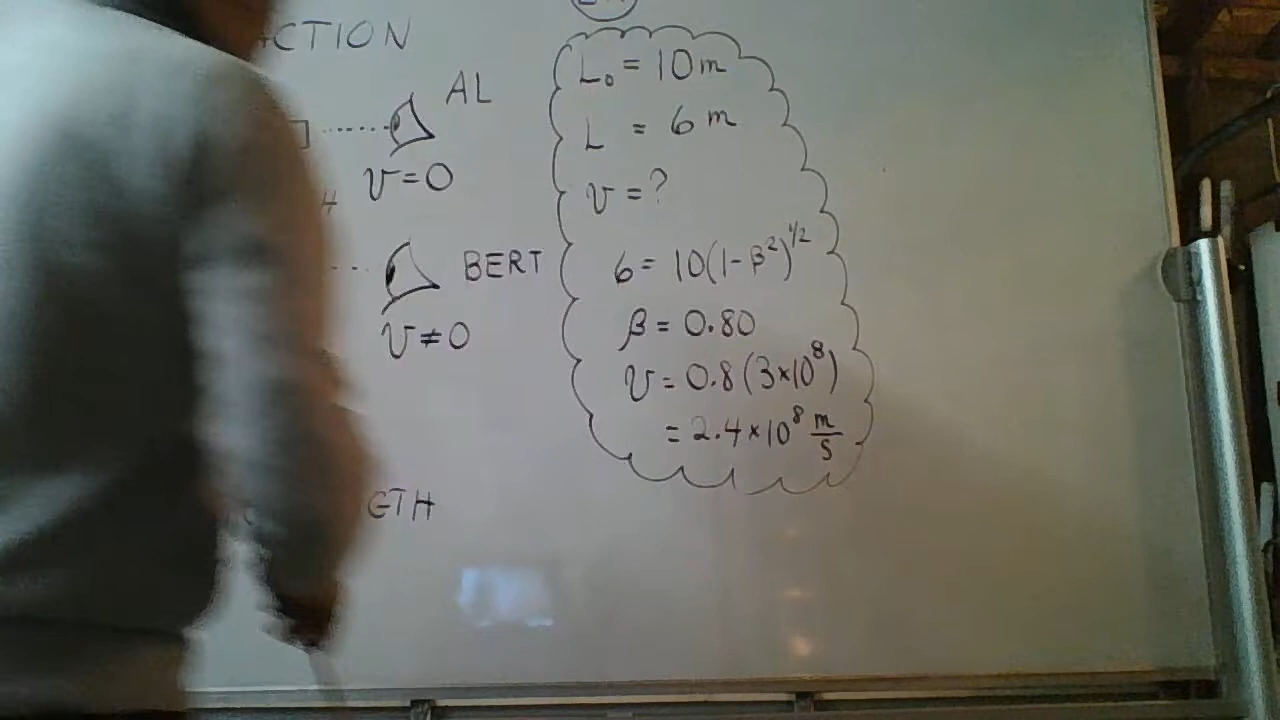 CTION
AL
v=0
BERT
v≠0
GTH
L₀ = 10 m
L = 6 m
v = ?
6 = 10(1-β²)^1/2
β = 0.80
v = 0.8 (3×10⁸)
= 2.4×10⁸ m/s